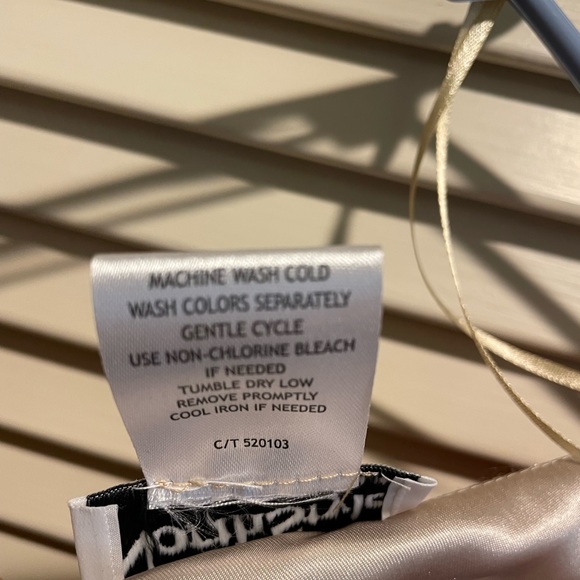 MACHINE WASH COLD
WASH COLORS SEPARATELY
GENTLE CYCLE
USE NON-CHLORINE BLEACH
IF NEEDED
TUMBLE DRY LOW
REMOVE PROMPTLY
COOL IRON IF NEEDED
C/T 520103